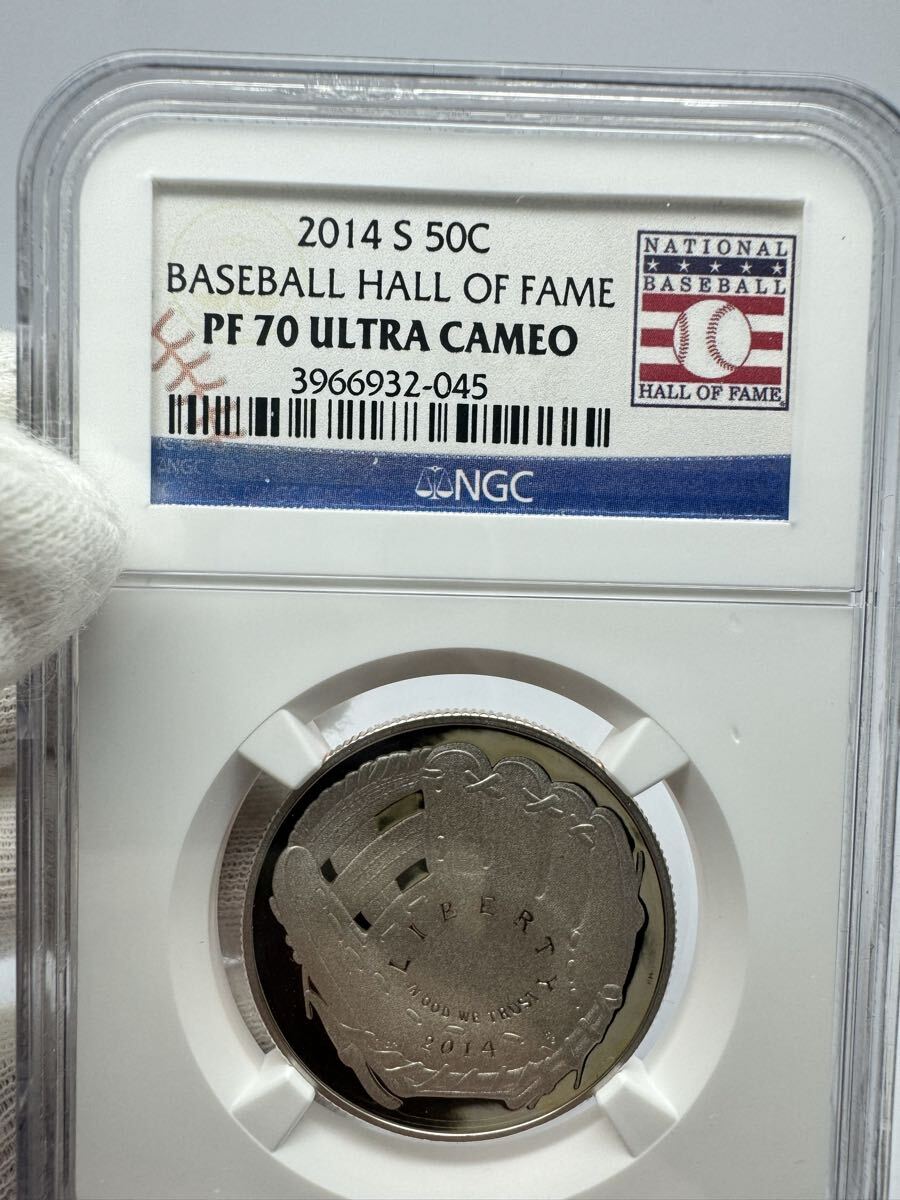 2014 S 50C
BASEBALL HALL OF FAME
PF 70 ULTRA CAMEO
3966932-045
NGC
NATIONAL
BASEBALL
HALL OF FAME
LIBERTY
IN GOD WE TRUST
2014